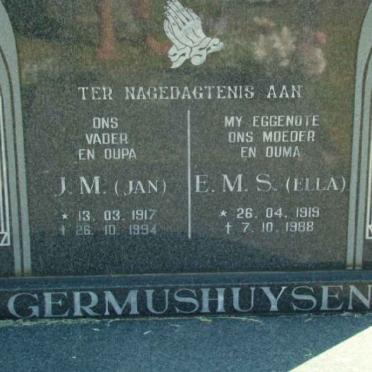 TER NAGEDAGTENIS AAN
ONS
VADER
EN OUPA
J. M. (JAN)
* 13. 03. 1917
† 26. 10. 1994
MY EGGENOTE
ONS MOEDER
EN OUMA
E. M. S. (ELLA)
* 26. 04. 1919
† 7. 10. 1988
GERMUSHUYSEN